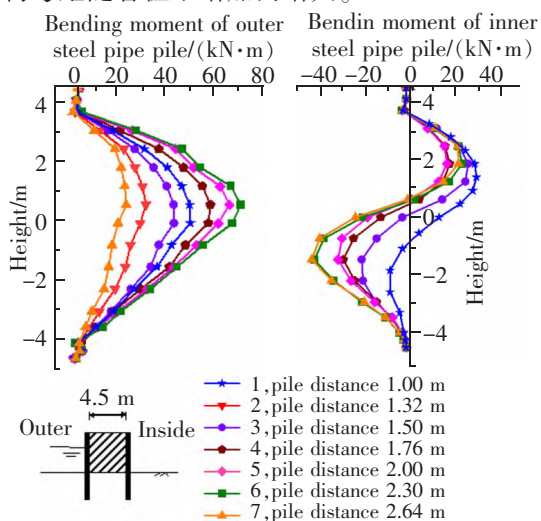 Bending moment of outer
steel pipe pile/(kN·m)
0 20 40 60 80
4
2
0
−2
−4
Height/m
Bendin moment of inner
steel pipe pile/(kN·m)
−40 −20 0 20 40
4
2
0
−2
−4
Height/m
4.5 m
Outer
Inside
1,pile distance 1.00 m
2,pile distance 1.32 m
3,pile distance 1.50 m
4,pile distance 1.76 m
5,pile distance 2.00 m
6,pile distance 2.30 m
7,pile distance 2.64 m